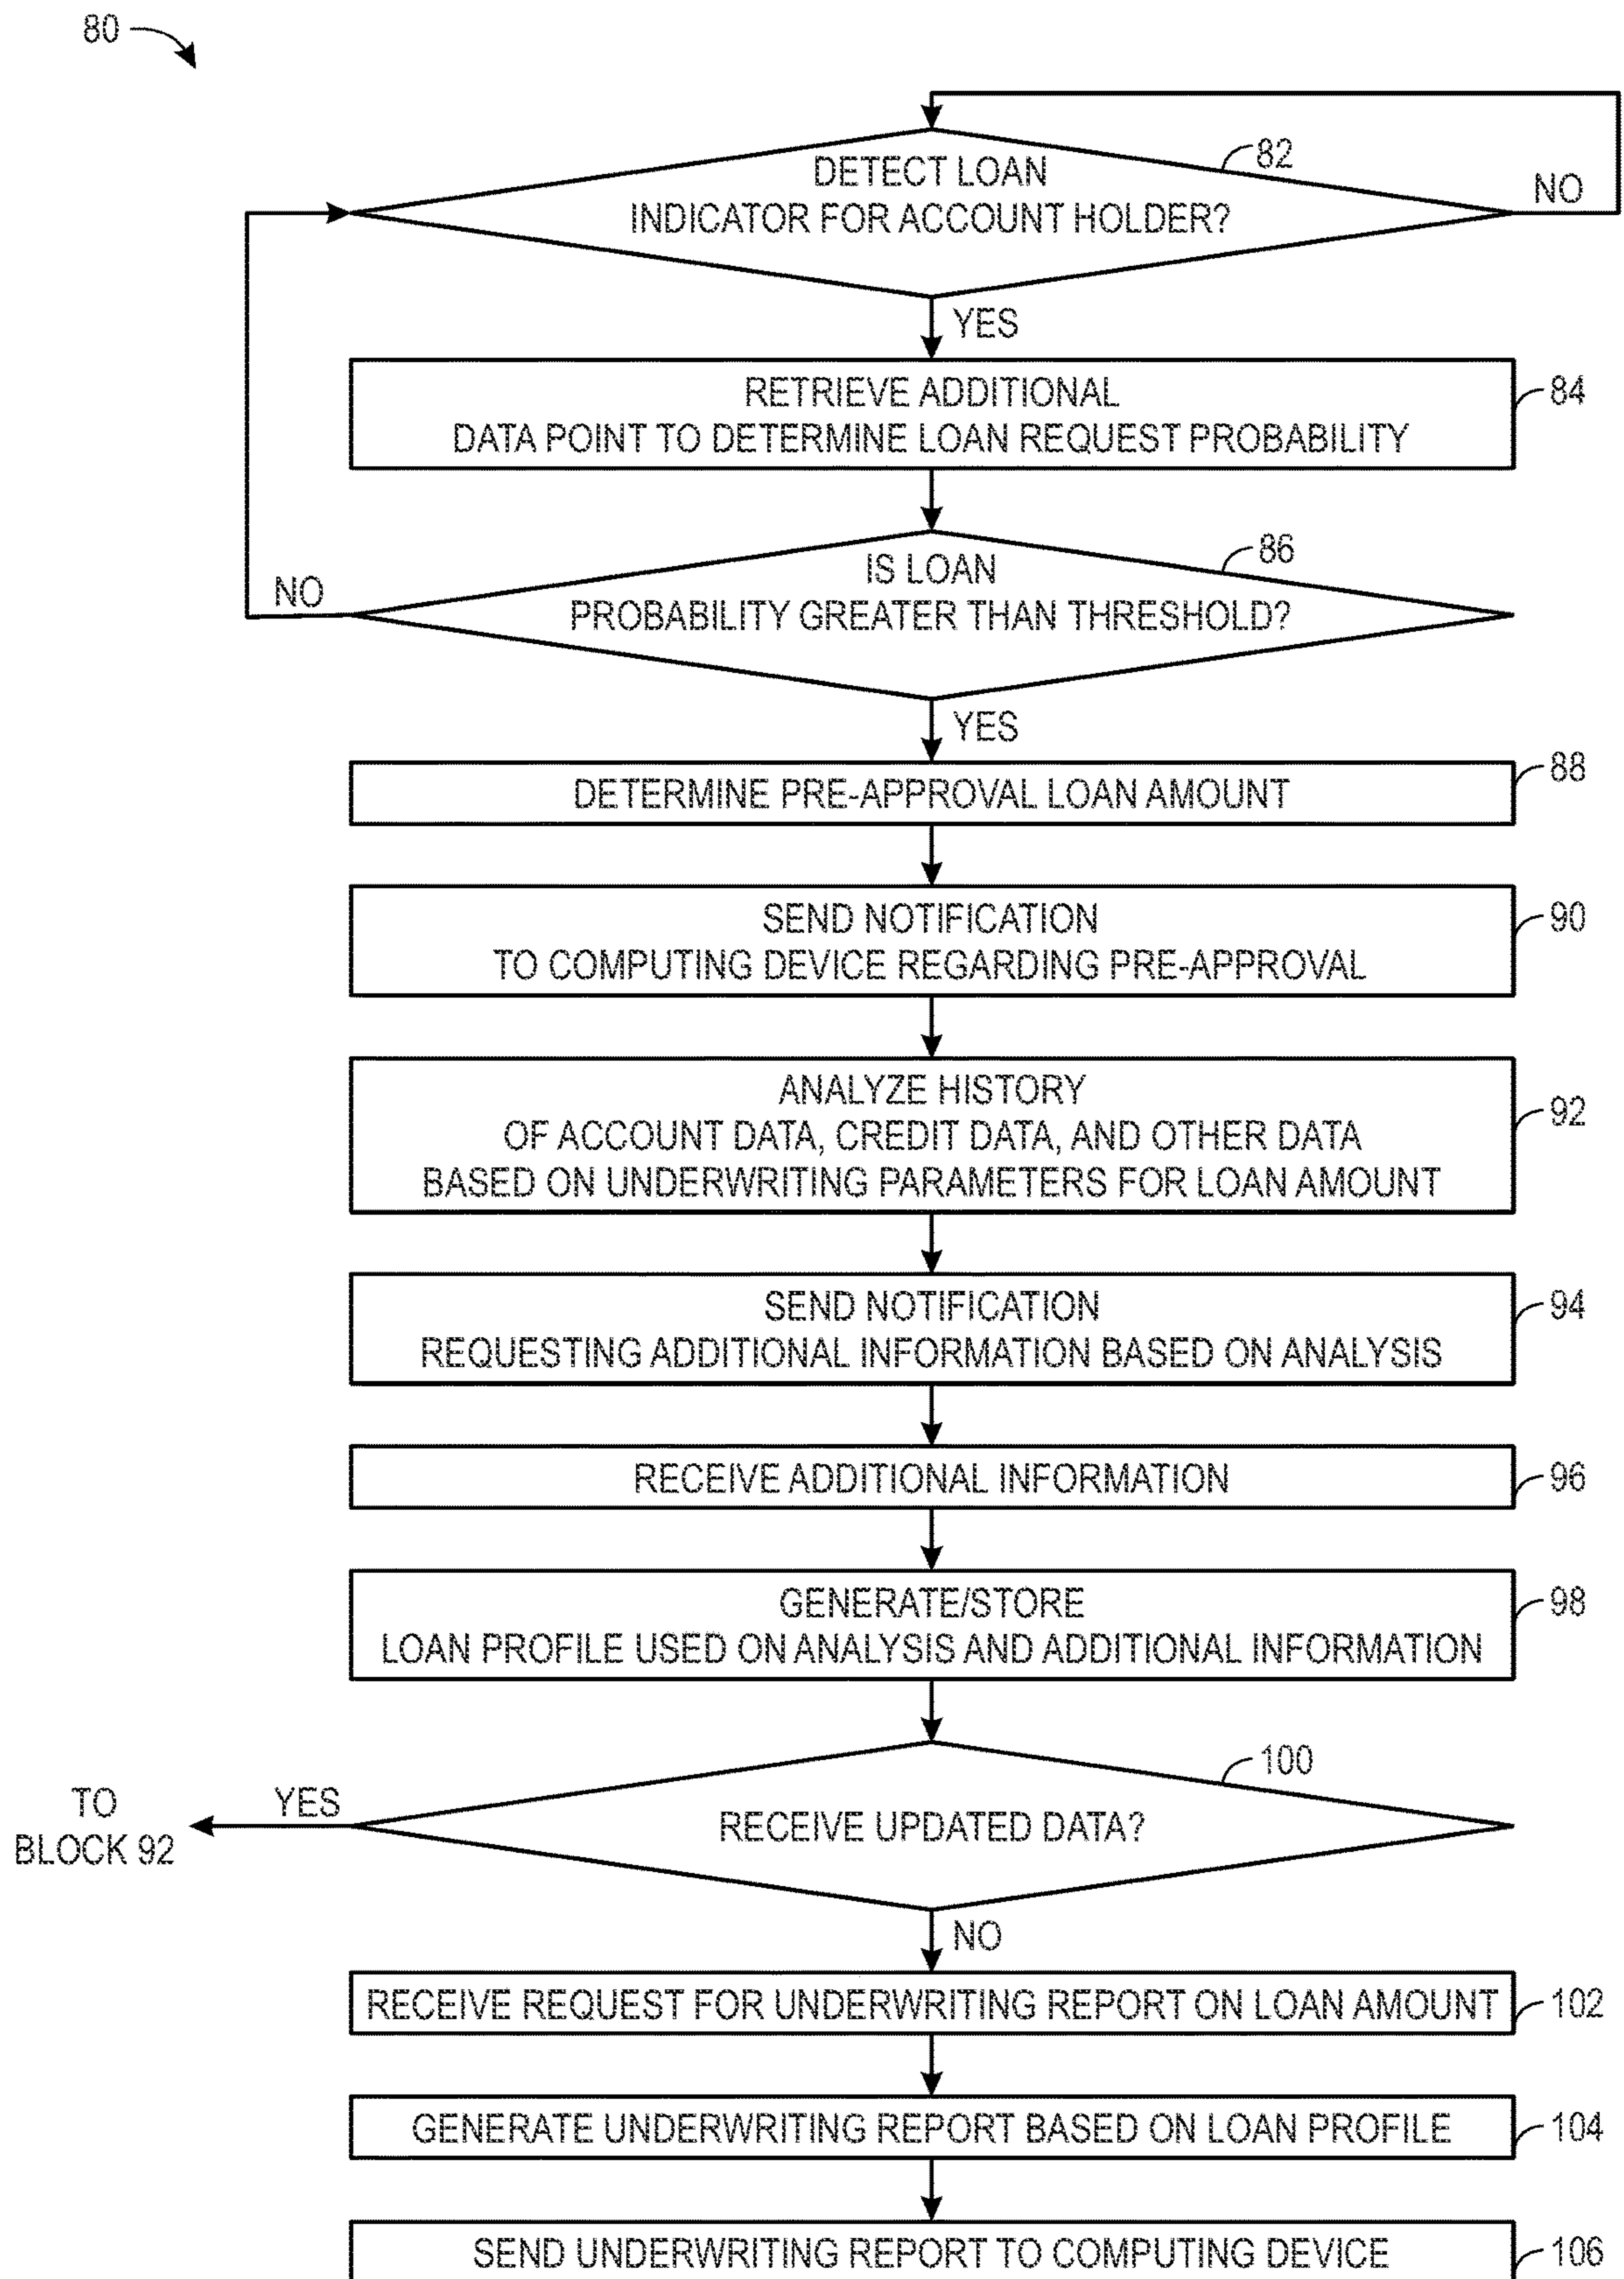 80
82
DETECT LOAN
INDICATOR FOR ACCOUNT HOLDER?
NO
YES
RETRIEVE ADDITIONAL
DATA POINT TO DETERMINE LOAN REQUEST PROBABILITY
84
86
IS LOAN
PROBABILITY GREATER THAN THRESHOLD?
NO
YES
DETERMINE PRE-APPROVAL LOAN AMOUNT
88
SEND NOTIFICATION
TO COMPUTING DEVICE REGARDING PRE-APPROVAL
90
ANALYZE HISTORY
OF ACCOUNT DATA, CREDIT DATA, AND OTHER DATA
BASED ON UNDERWRITING PARAMETERS FOR LOAN AMOUNT
92
SEND NOTIFICATION
REQUESTING ADDITIONAL INFORMATION BASED ON ANALYSIS
94
RECEIVE ADDITIONAL INFORMATION
96
GENERATE/STORE
LOAN PROFILE USED ON ANALYSIS AND ADDITIONAL INFORMATION
98
100
RECEIVE UPDATED DATA?
YES
TO
BLOCK 92
NO
RECEIVE REQUEST FOR UNDERWRITING REPORT ON LOAN AMOUNT
102
GENERATE UNDERWRITING REPORT BASED ON LOAN PROFILE
104
SEND UNDERWRITING REPORT TO COMPUTING DEVICE
106